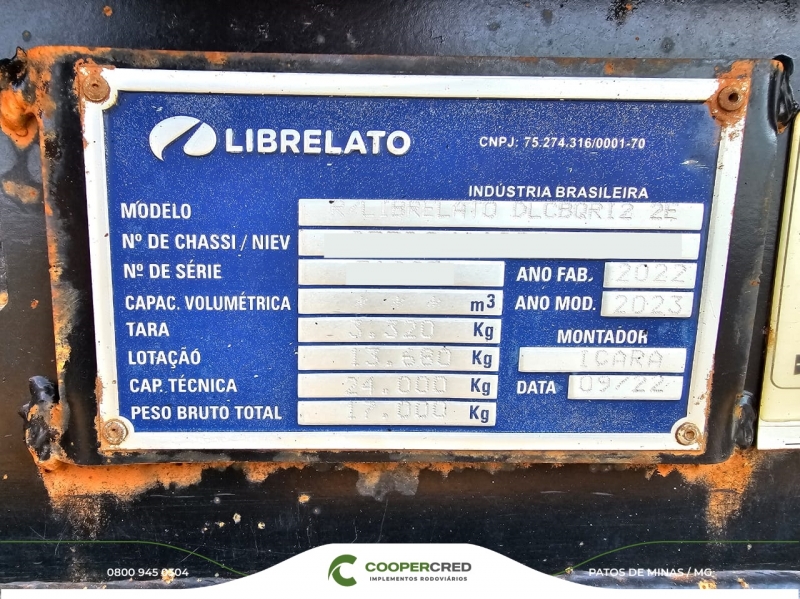 LIBRELATO
CNPJ: 75.274.316/0001-70
INDÚSTRIA BRASILEIRA
MODELO R/LIBRELATO DLCBQRI2 2E
Nº DE CHASSI / NIEV
Nº DE SÉRIE ANO FAB. 2022
CAPAC. VOLUMÉTRICA * * * * m3 ANO MOD. 2023
TARA 3.320 Kg MONTADOR
LOTAÇÃO 13.680 Kg IÇARA
CAP. TÉCNICA 24.000 Kg DATA 09/22
PESO BRUTO TOTAL 17.000 Kg
0800 945 0304 COOPERCRED PATOS DE MINAS / MG
IMPLEMENTOS RODOVIÁRIOS